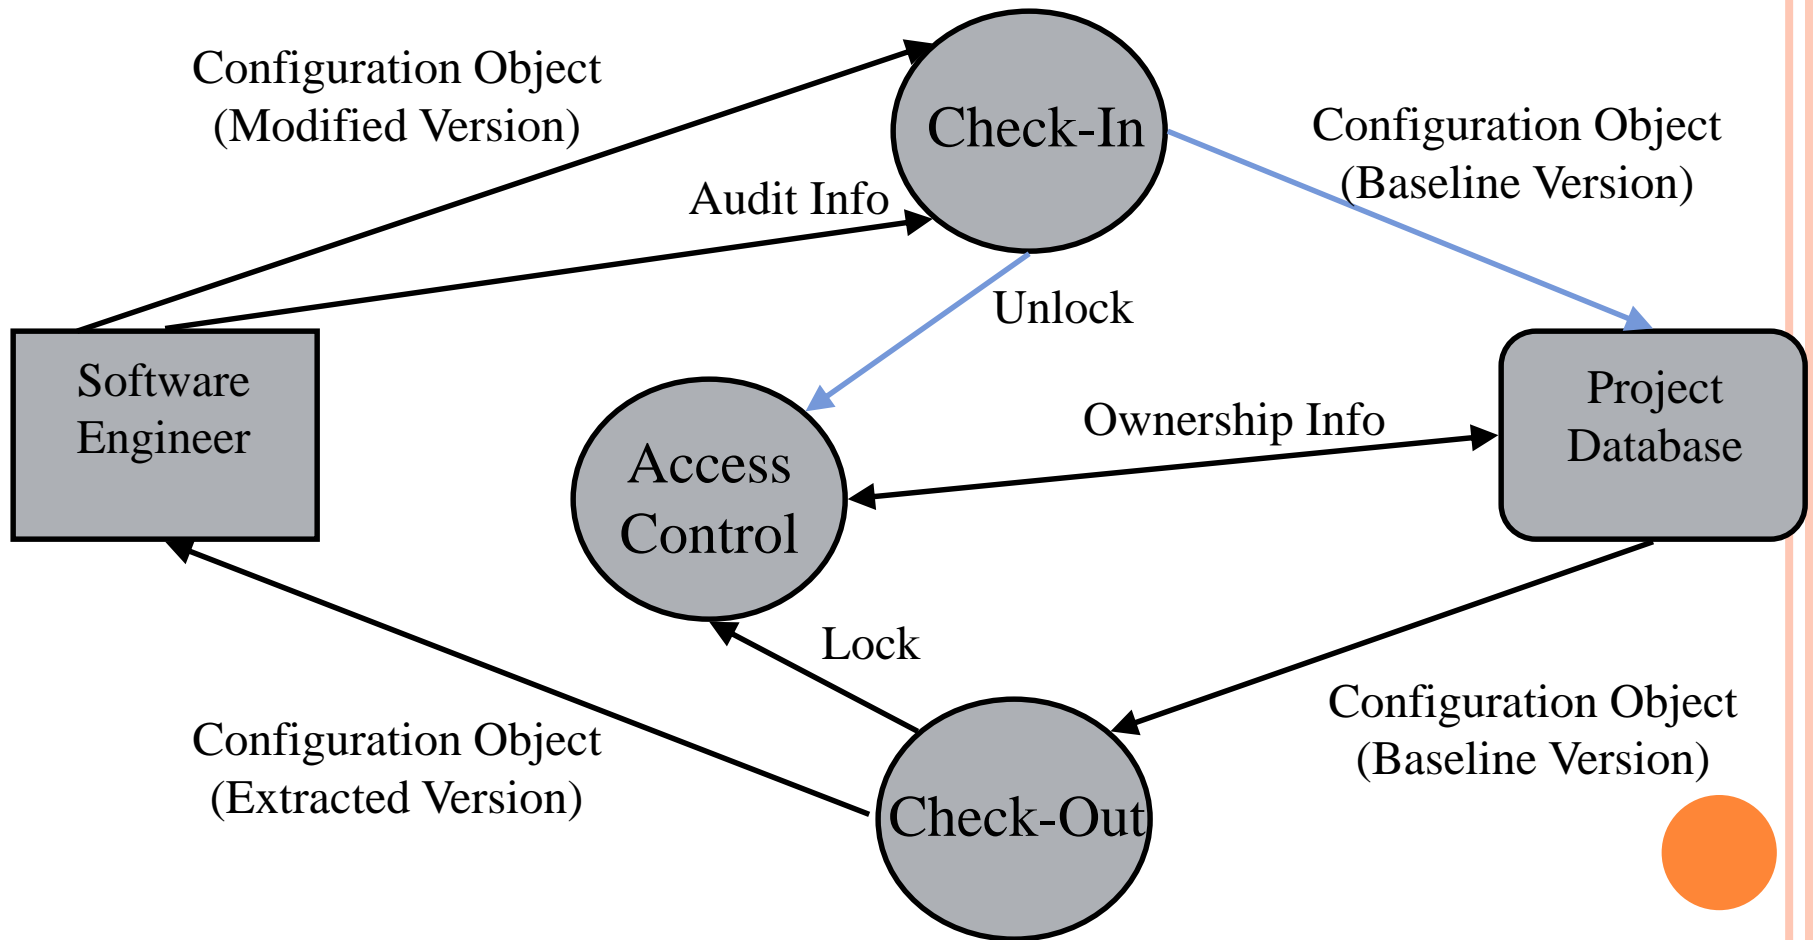 Configuration Object
(Modified Version)
Check-In
Configuration Object
(Baseline Version)
Audit Info
Unlock
Software
Engineer
Project
Database
Ownership Info
Access
Control
Lock
Configuration Object
(Baseline Version)
Configuration Object
(Extracted Version)
Check-Out